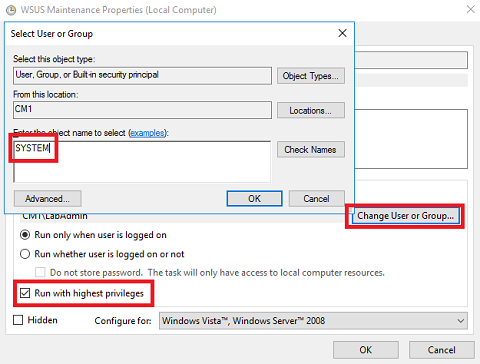 WSUS Maintenance Properties (Local Computer)
Select User or Group
Select this object type:
User, Group, or Built-in security principal
Object Types...
From this location:
CM1
Locations...
Enter the object name to select (examples):
SYSTEM
Check Names
Advanced...
OK
Cancel
CM1\LabAdmin
Change User or Group...
Run only when user is logged on
Run whether user is logged on or not
Do not store password. The task will only have access to local computer resources.
Run with highest privileges
Hidden
Configure for:
Windows Vista™, Windows Server™ 2008
OK
Cancel